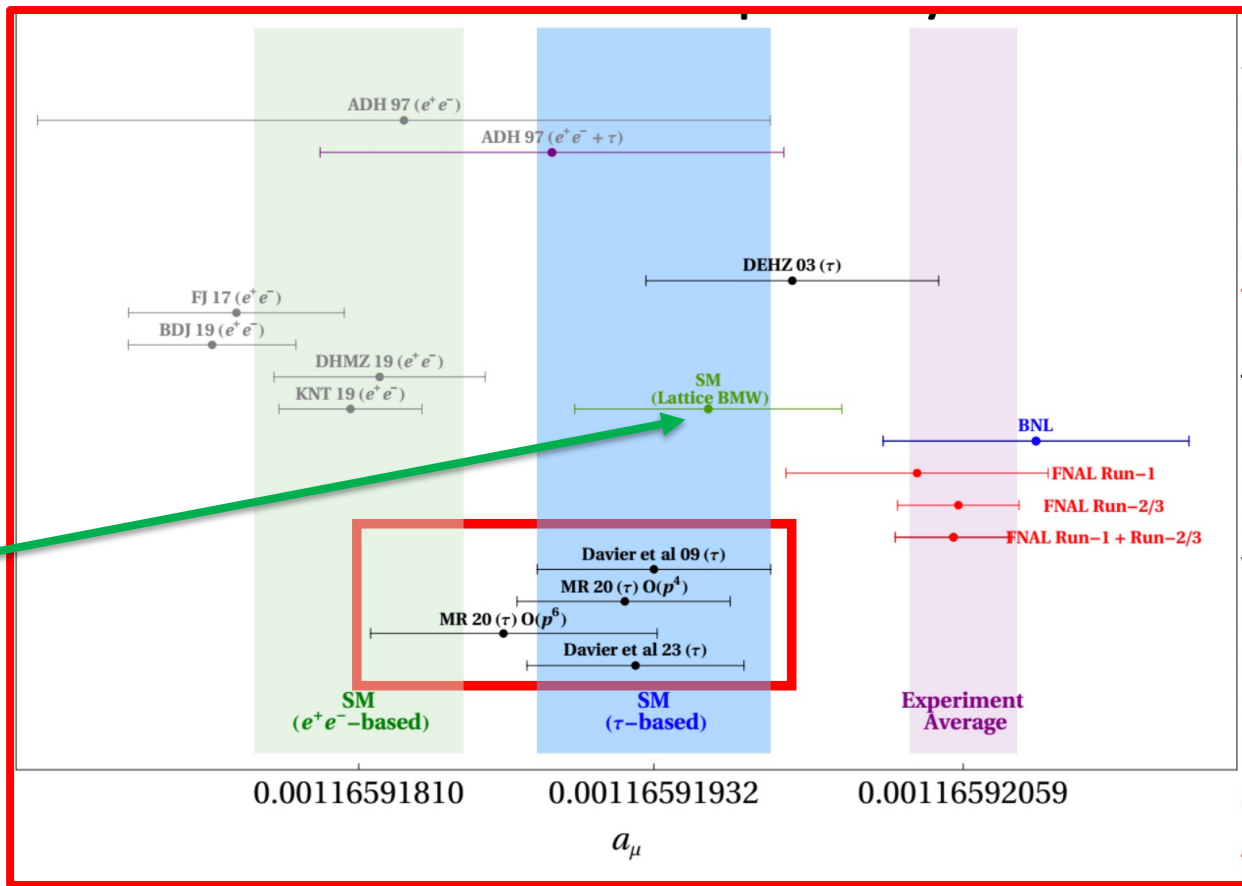 ADH 97 (e⁺e⁻)
ADH 97 (e⁺e⁻ + τ)
DEHZ 03 (τ)
FJ 17 (e⁺e⁻)
BDJ 19 (e⁺e⁻)
DHMZ 19 (e⁺e⁻)
KNT 19 (e⁺e⁻)
SM
(Lattice BMW)
BNL
FNAL Run–1
FNAL Run–2/3
FNAL Run–1 + Run–2/3
Davier et al 09 (τ)
MR 20 (τ) O(p⁴)
MR 20 (τ) O(p⁶)
Davier et al 23 (τ)
SM
(e⁺e⁻–based)
SM
(τ–based)
Experiment
Average
0.00116591810
0.00116591932
0.00116592059
aμ